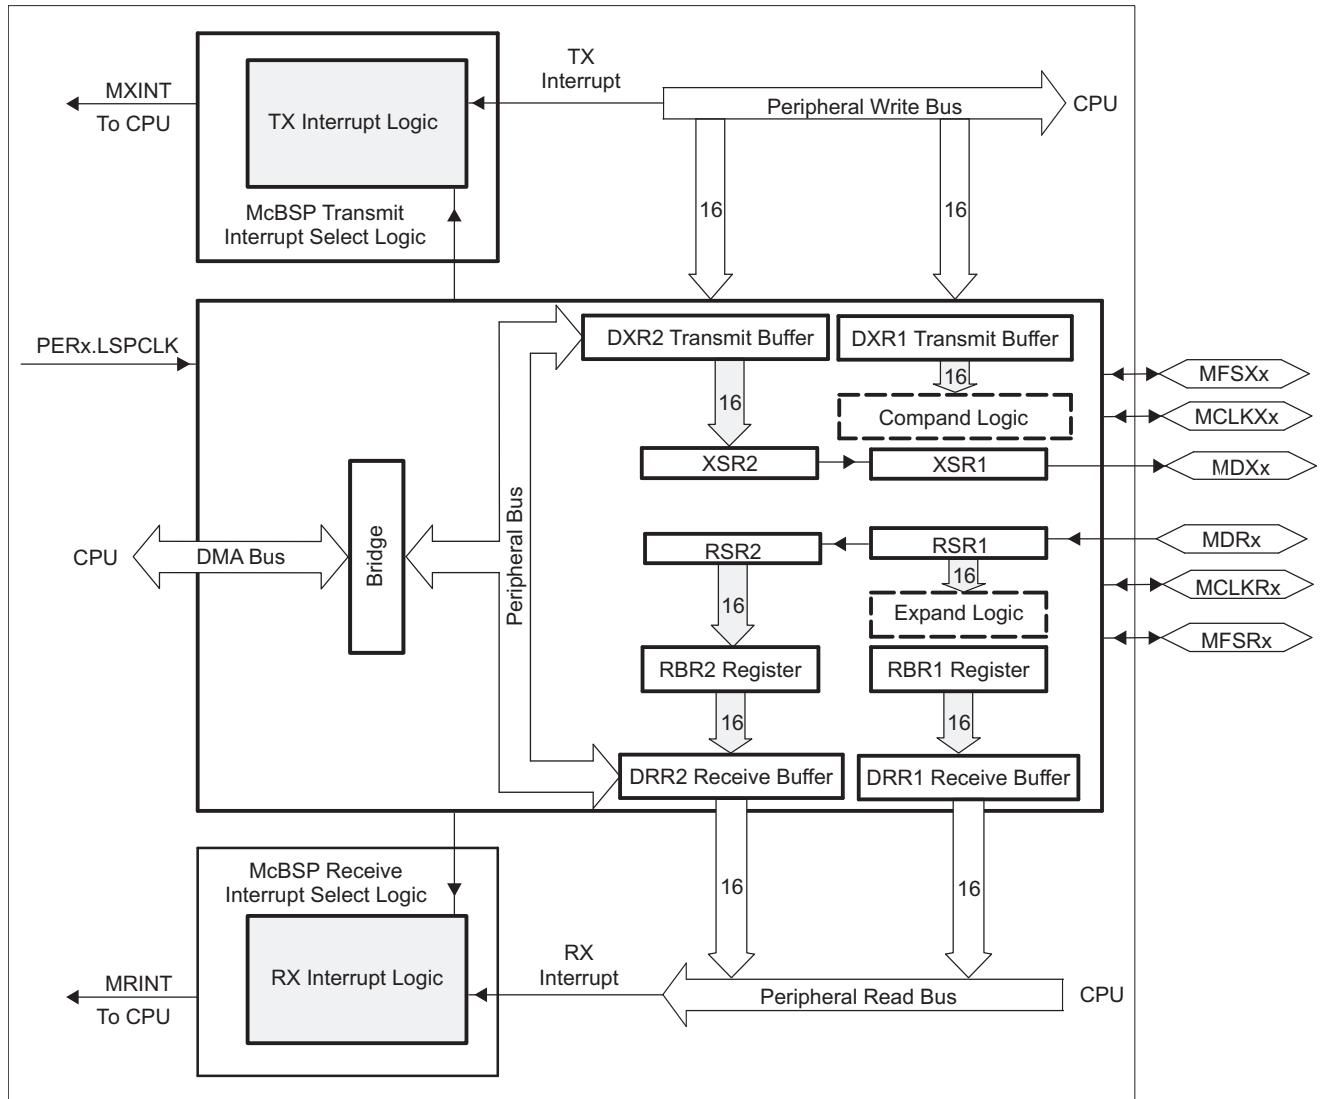 TX
Interrupt
MXINT
To CPU
TX Interrupt Logic
Peripheral Write Bus
CPU
McBSP Transmit
Interrupt Select Logic
16
16
PERx.LSPCLK
DXR2 Transmit Buffer
DXR1 Transmit Buffer
MFSXx
16
16
Compand Logic
MCLKXx
XSR2
XSR1
MDXx
CPU
DMA Bus
Bridge
Peripheral Bus
RSR2
RSR1
MDRx
16
16
Expand Logic
MCLKRx
MFSRx
RBR2 Register
RBR1 Register
16
16
DRR2 Receive Buffer
DRR1 Receive Buffer
McBSP Receive
Interrupt Select Logic
16
16
RX
Interrupt
MRINT
To CPU
RX Interrupt Logic
Peripheral Read Bus
CPU